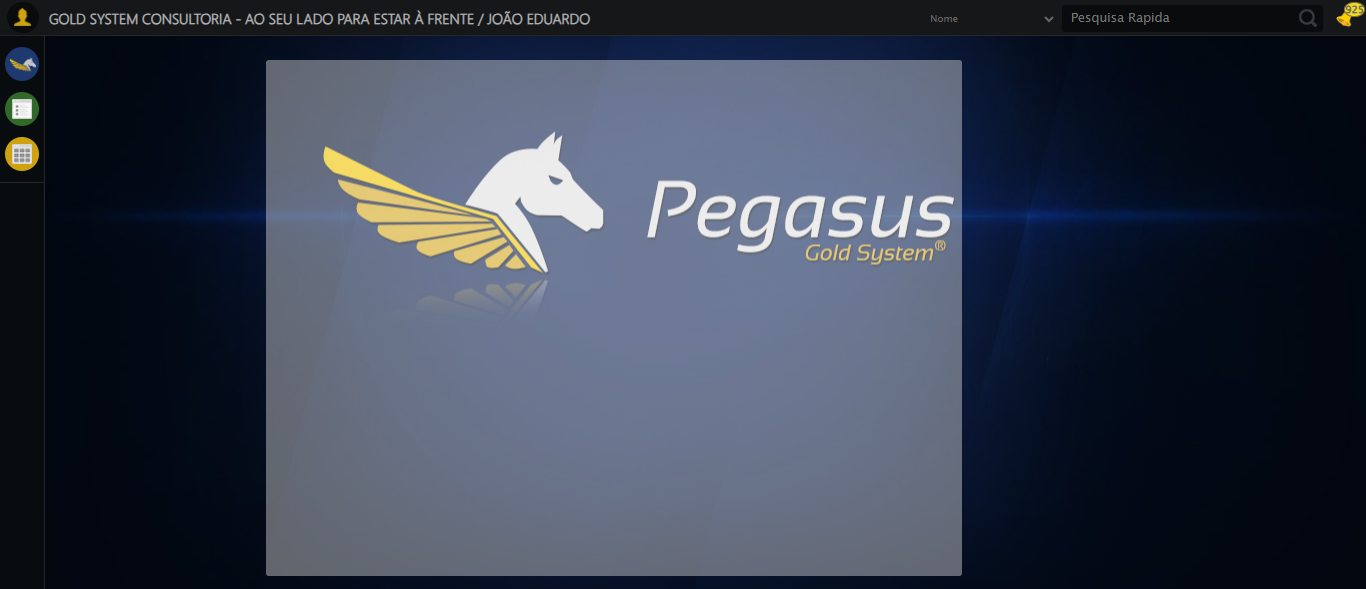 GOLD SYSTEM CONSULTORIA - AO SEU LADO PARA ESTAR À FRENTE / JOÃO EDUARDO
Nome
Pesquisa Rapida
925
Pegasus
Gold System®